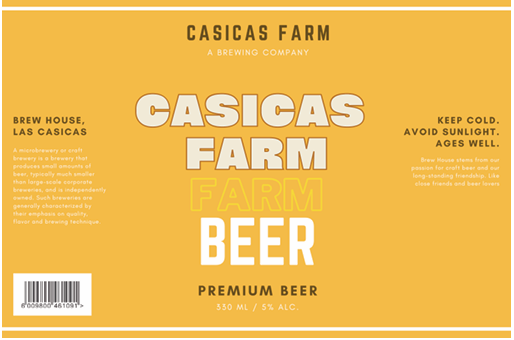 CASICAS FARM
A BREWING COMPANY
CASICAS
FARM
FARM
BEER
PREMIUM BEER
330 ML / 5% ALC.
BREW HOUSE,
LAS CASICAS
A microbrewery or craft
brewery is a brewery that
produces small amounts of
beer, typically much smaller
than large-scale corporate
breweries, and is independently
owned. Such breweries are
generally characterized by
their emphasis on quality,
flavor and brewing technique.
6 009800 461091 >
KEEP COLD.
AVOID SUNLIGHT.
AGES WELL.
Brew House stems from our
passion for craft beer and our
long-standing friendship. Like
close friends and beer lovers